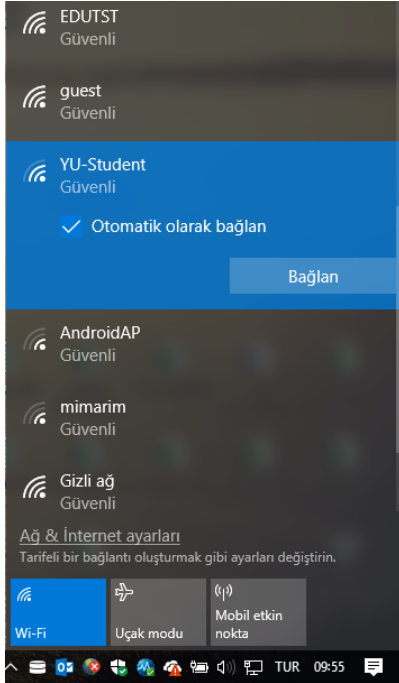 EDUTST
Güvenli
guest
Güvenli
YU-Student
Güvenli
Otomatik olarak bağlan
Bağlan
AndroidAP
Güvenli
mimarim
Güvenli
Gizli ağ
Güvenli
Ağ & İnternet ayarları
Tarifeli bir bağlantı oluşturmak gibi ayarları değiştirin.
Wi-Fi
Uçak modu
Mobil etkin
nokta
TUR 09:55